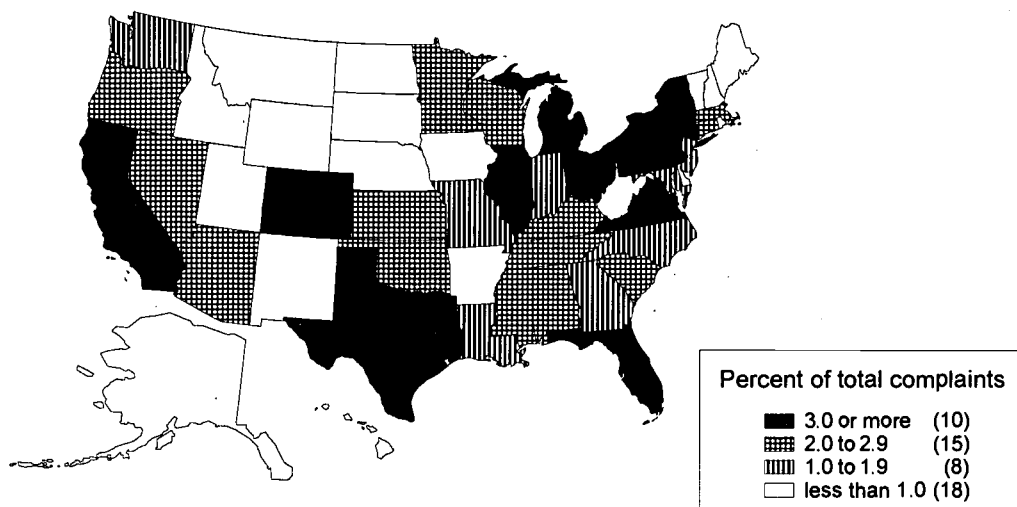 Percent of total complaints
3.0 or more (10)
2.0 to 2.9 (15)
1.0 to 1.9 (8)
less than 1.0 (18)